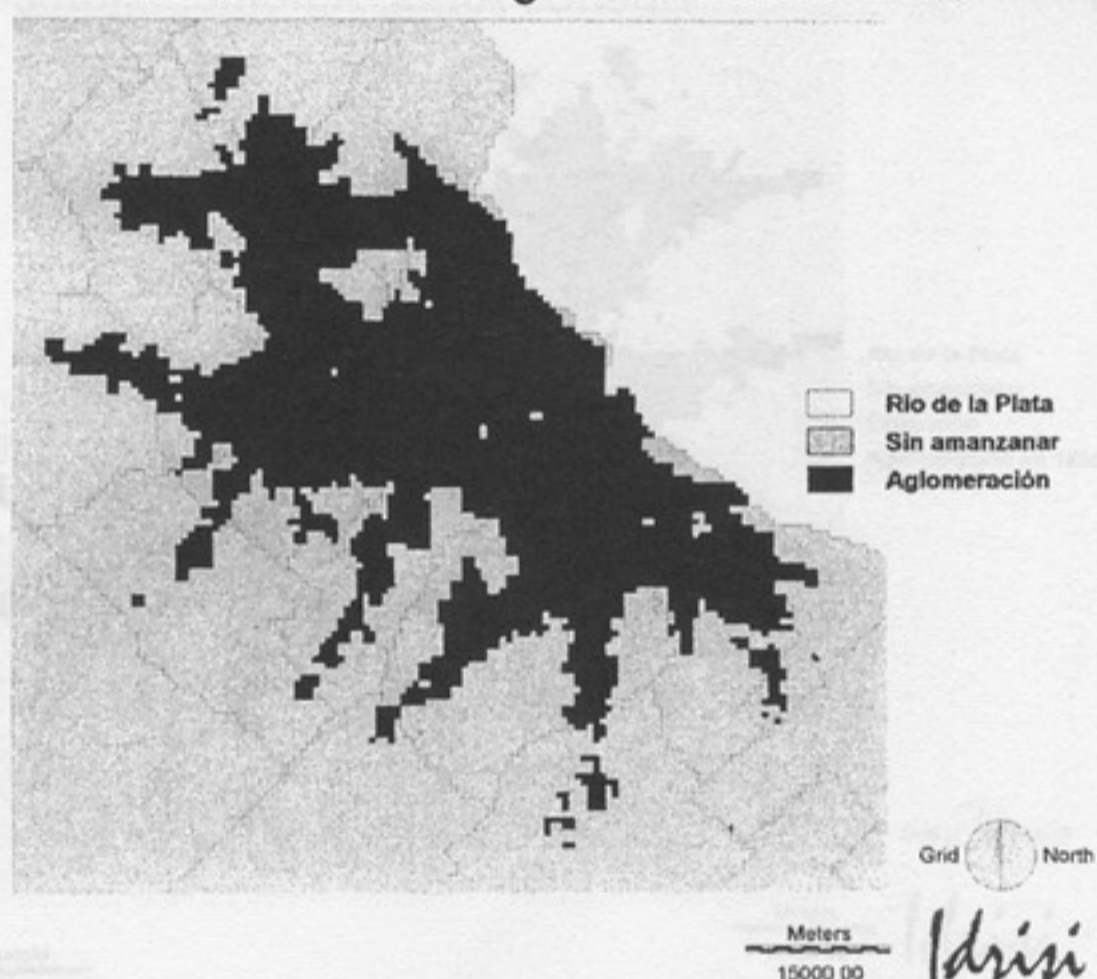 Rio de la Plata
Sin amanzanar
Aglomeración
Grid North
Meters
15000.00
Idrisi